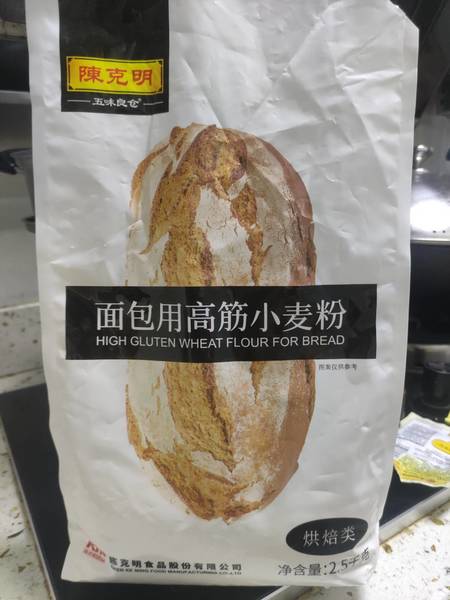 陳克明
五味良仓
面包用高筋小麦粉
HIGH GLUTEN WHEAT FLOUR FOR BREAD
图案仅供参考
烘焙类
陈克明食品股份有限公司
净含量:2.5千克